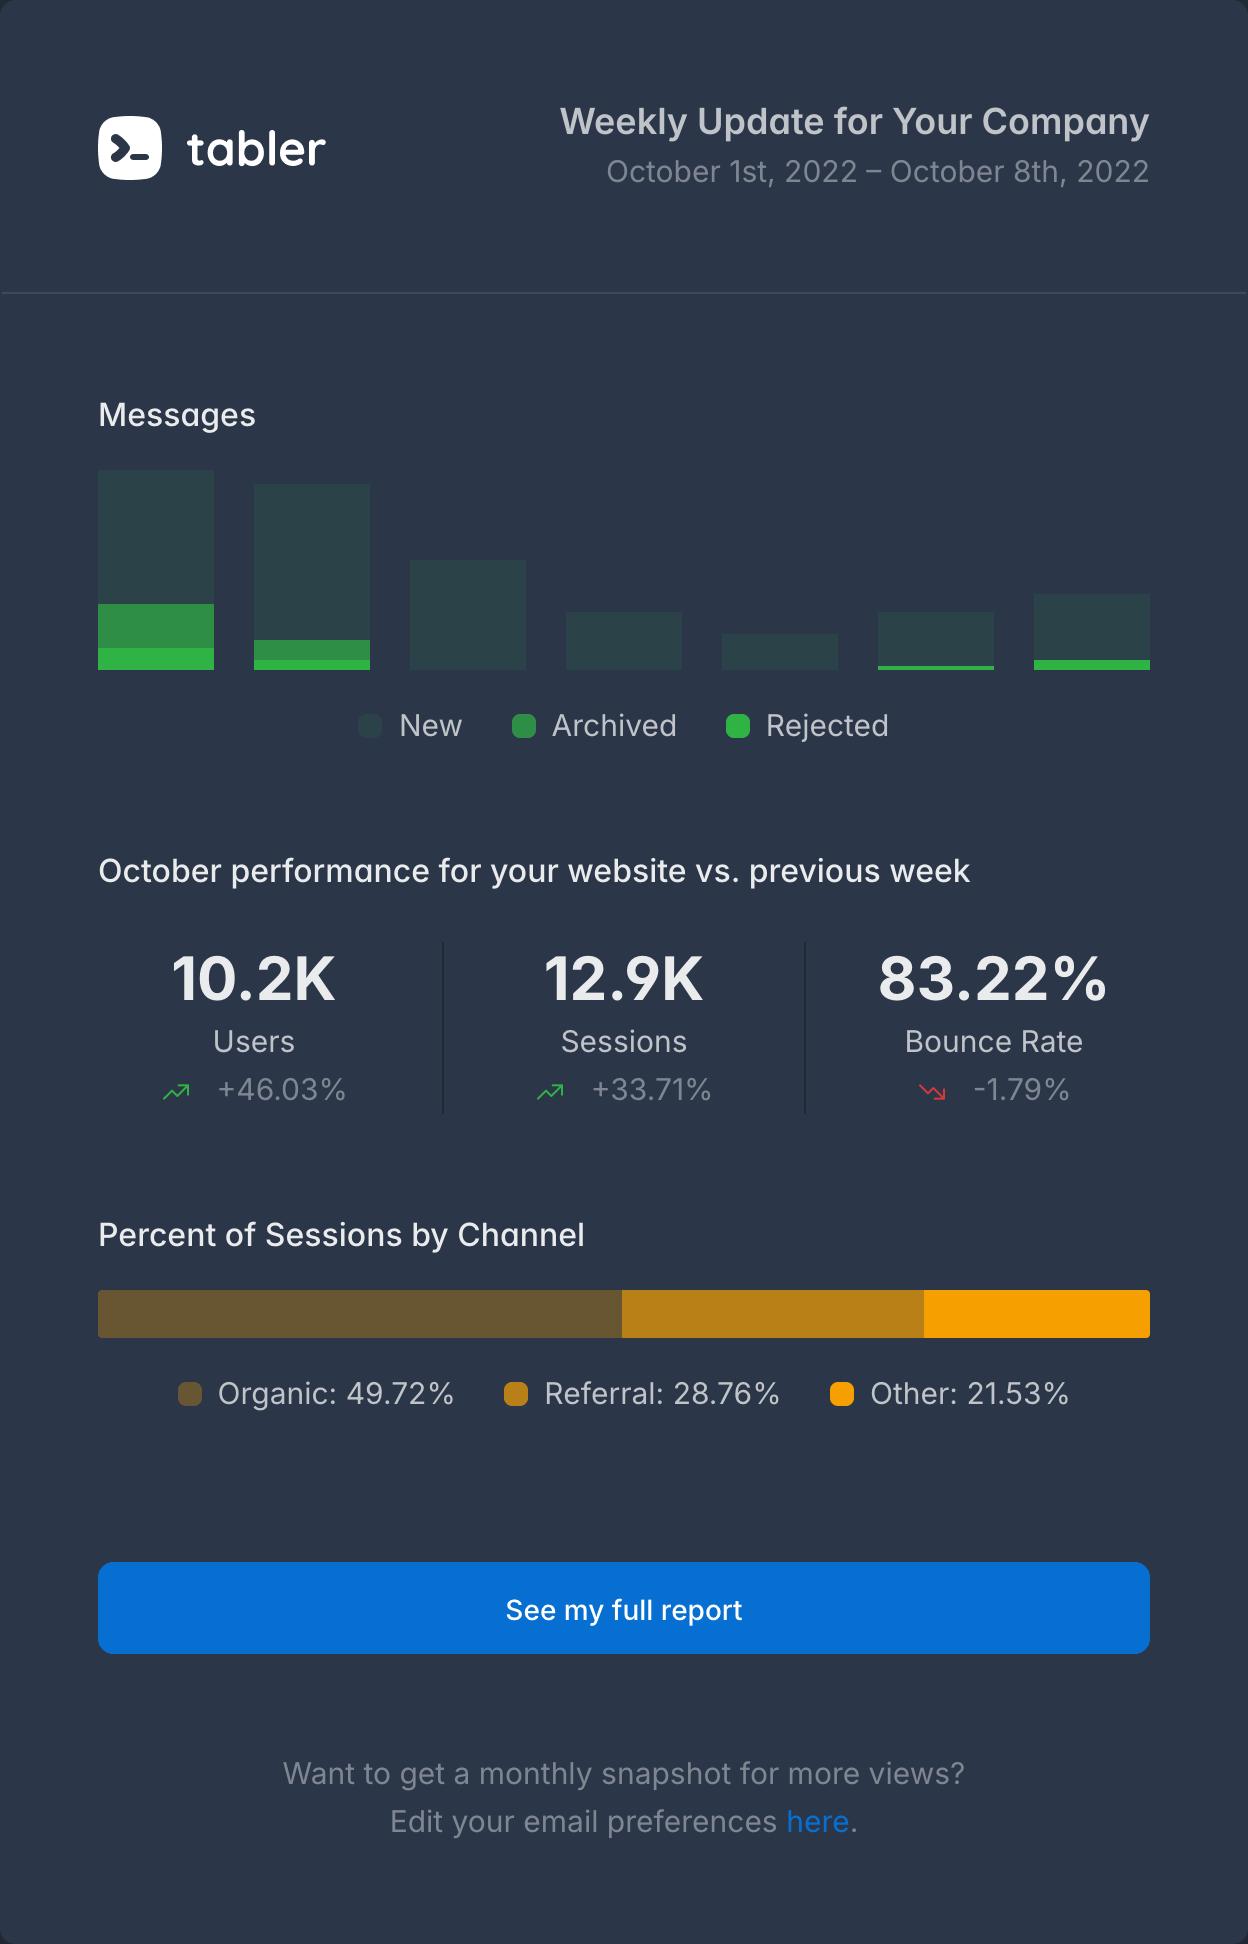 tabler
Weekly Update for Your Company
October 1st, 2022 – October 8th, 2022
Messages
New Archived Rejected
October performance for your website vs. previous week
10.2K 12.9K 83.22%
Users Sessions Bounce Rate
+46.03% +33.71% -1.79%
Percent of Sessions by Channel
Organic: 49.72% Referral: 28.76% Other: 21.53%
See my full report
Want to get a monthly snapshot for more views?
Edit your email preferences here.